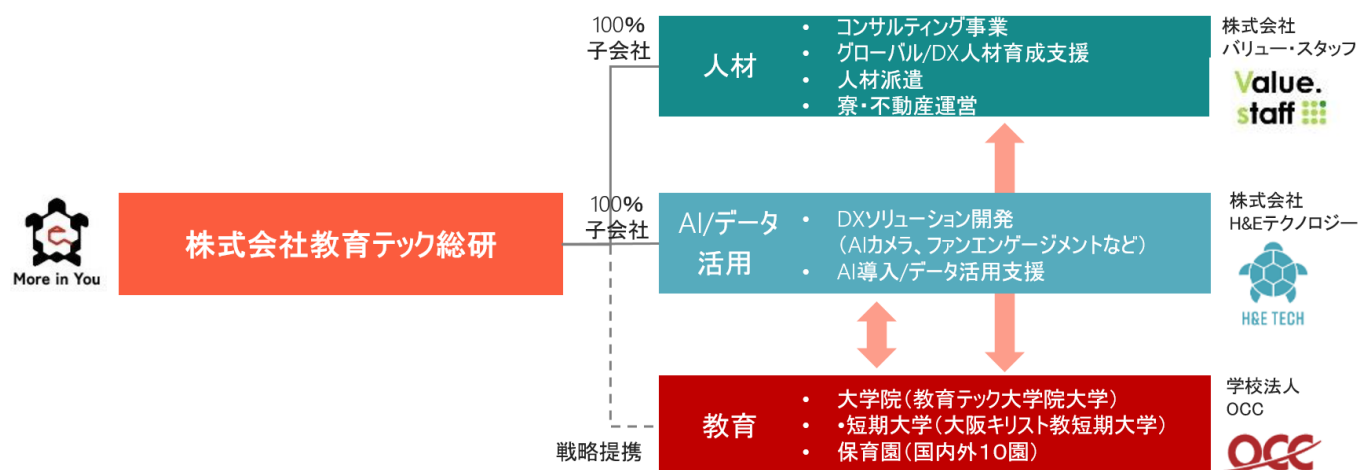 100%
子会社
人材
• コンサルティング事業
• グローバル/DX人材育成支援
• 人材派遣
• 寮・不動産運営
株式会社
バリュー・スタッフ
Value.
staff
More in You
株式会社教育テック総研
100%
子会社
AI/データ
活用
• DXソリューション開発
(AIカメラ、ファンエンゲージメントなど)
• AI導入/データ活用支援
株式会社
H&Eテクノロジー
H&E TECH
戦略提携
教育
• 大学院(教育テック大学院大学)
• •短期大学(大阪キリスト教短期大学)
• 保育園(国内外10園)
学校法人
OCC
OCC